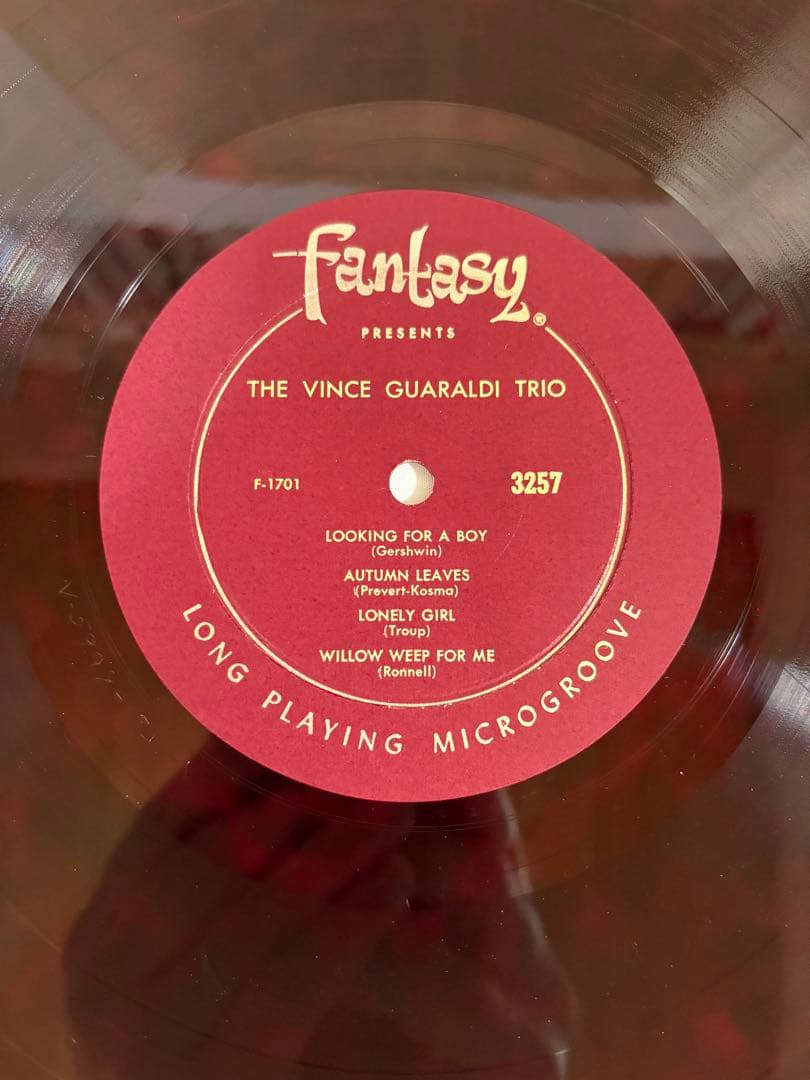 fantasy®
PRESENTS
THE VINCE GUARALDI TRIO
F-1701 3257
LOOKING FOR A BOY
(Gershwin)
AUTUMN LEAVES
(Prevert-Kosma)
LONELY GIRL
(Troup)
WILLOW WEEP FOR ME
(Ronnell)
LONG PLAYING MICROGROOVE